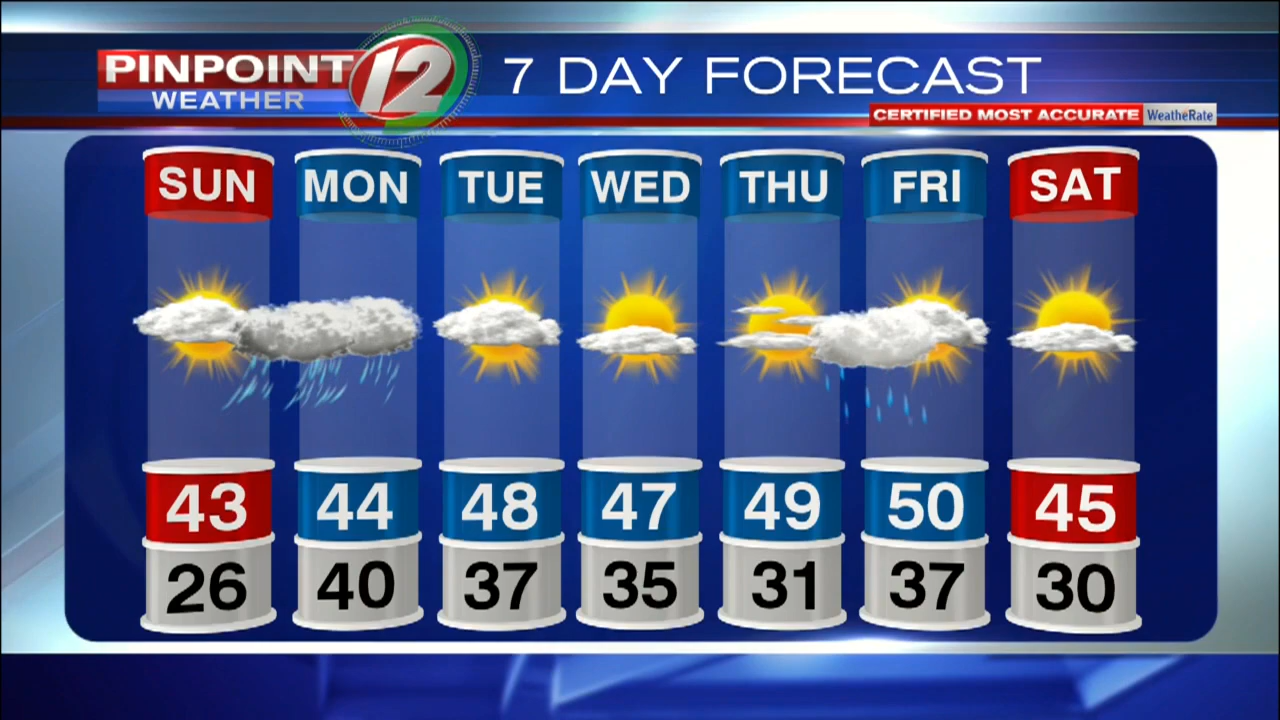 PINPOINT 12
WEATHER
7 DAY FORECAST
CERTIFIED MOST ACCURATE WeatheRate
SUN MON TUE WED THU FRI SAT
43 44 48 47 49 50 45
26 40 37 35 31 37 30